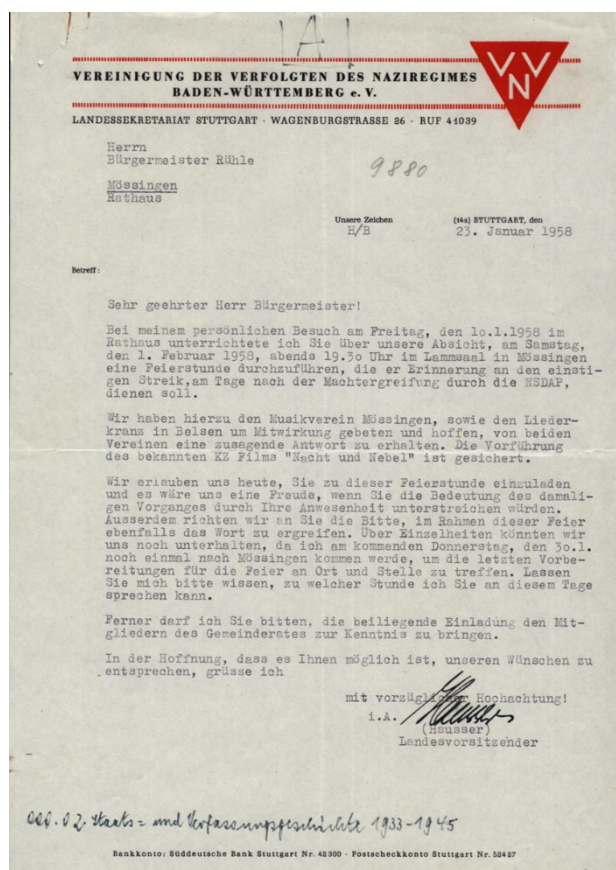 VEREINIGUNG DER VERFOLGTEN DES NAZIREGIMES
BADEN-WÜRTTEMBERG e. V.
VVN
LANDESSEKRETARIAT STUTTGART · WAGENBURGSTRASSE 26 · RUF 41039
Herrn
Bürgermeister Rühle
Mössingen
Rathaus
9880
Unsere Zeichen
H/B
(14a) STUTTGART, den
23. Januar 1958
Betreff:
Sehr geehrter Herr Bürgermeister!
Bei meinem persönlichen Besuch am Freitag, den 1o.1.1958 im
Rathaus unterrichtete ich Sie über unsere Absicht, am Samstag,
den 1. Februar 1958, abends 19.3o Uhr im Lammsaal in Mössingen
eine Feierstunde durchzuführen, die er Erinnerung an den einsti-
gen Streik,am Tage nach der Machtergreifung durch die NSDAP,
dienen soll.
Wir haben hierzu den Musikverein Mössingen, sowie den Lieder-
kranz in Belsen um Mitwirkung gebeten und hoffen, von beiden
Vereinen eine zusagende Antwort zu erhalten. Die Vorführung
des bekannten KZ Films "Nacht und Nebel" ist gesichert.
Wir erlauben uns heute, Sie zu dieser Feierstunde einzuladen
und es wäre uns eine Freude, wenn Sie die Bedeutung des damali-
gen Vorganges durch Ihre Anwesenheit unterstreichen würden.
Ausserdem richten wir an Sie die Bitte, im Rahmen dieser Feier
ebenfalls das Wort zu ergreifen. Über Einzelheiten könnten wir
uns noch unterhalten, da ich am kommenden Donnerstag, den 3o.1.
noch einmal nach Mössingen kommen werde, um die letzten Vorbe-
reitungen für die Feier an Ort und Stelle zu treffen. Lassen
Sie mich bitte wissen, zu welcher Stunde ich Sie an diesem Tage
sprechen kann.
Ferner darf ich Sie bitten, die beiliegende Einladung den Mit-
gliedern des Gemeinderates zur Kenntnis zu bringen.
In der Hoffnung, dass es Ihnen möglich ist, unseren Wünschen zu
entsprechen, grüsse ich
mit vorzüglicher Hochachtung!
i.A. Hausser
(Hausser)
Landesvorsitzender
000.02 Staats- und Verfassungsgeschichte 1933-1945
Bankkonto: Süddeutsche Bank Stuttgart Nr. 48300 · Postscheckkonto Stuttgart Nr. 52427